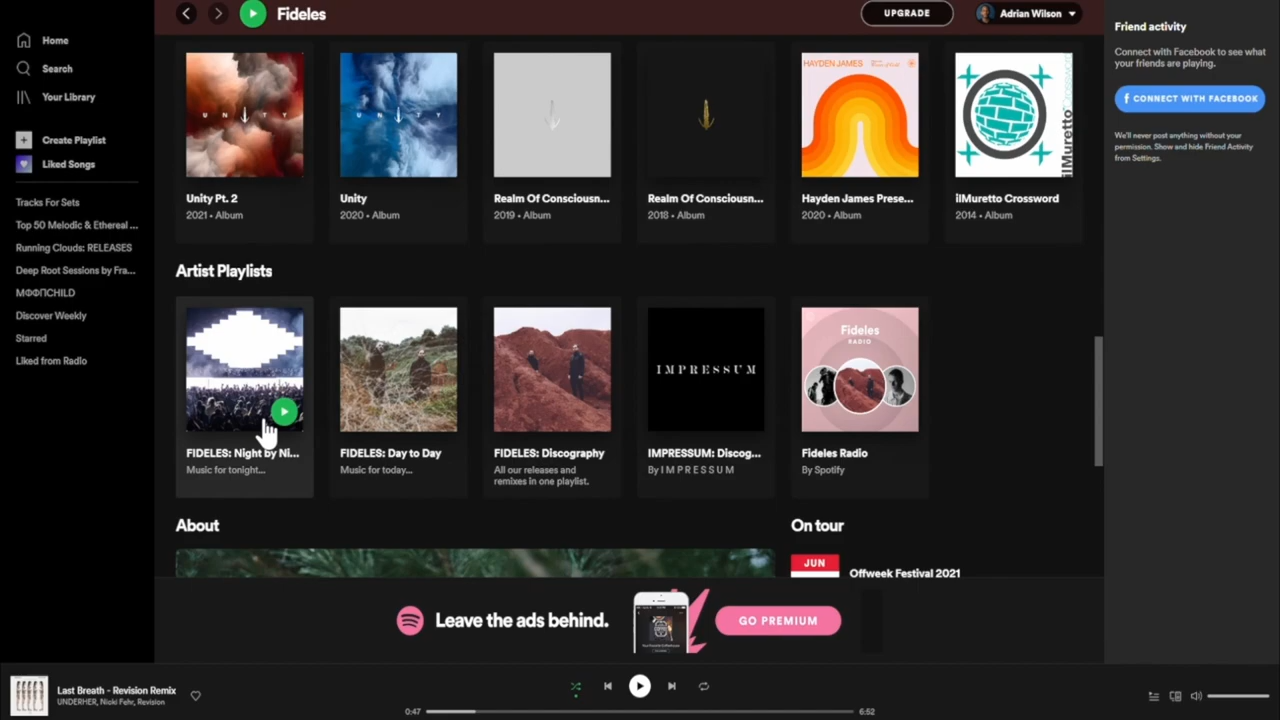 Fideles
UPGRADE
Adrian Wilson
Home
Search
Your Library
Create Playlist
Liked Songs
Tracks For Sets
Top 50 Melodic & Ethereal ...
Running Clouds: RELEASES
Deep Root Sessions by Fra...
MΦΦПCHILD
Discover Weekly
Starred
Liked from Radio
UNITY
UNITY
HAYDEN JAMES
ilMuretto Crossword
Unity Pt. 2
2021 • Album
Unity
2020 • Album
Realm Of Consciousn...
2019 • Album
Realm Of Consciousn...
2018 • Album
Hayden James Prese...
2020 • Album
ilMuretto Crossword
2014 • Album
Artist Playlists
IMPRESSUM
Fideles
RADIO
FIDELES: Night by Ni...
Music for tonight...
FIDELES: Day to Day
Music for today...
FIDELES: Discography
All our releases and
remixes in one playlist.
IMPRESSUM: Discog...
By I M P R E S S U M
Fideles Radio
By Spotify
About
On tour
JUN
Offweek Festival 2021
Leave the ads behind.
GO PREMIUM
Friend activity
Connect with Facebook to see what
your friends are playing.
f CONNECT WITH FACEBOOK
We'll never post anything without your
permission. Show and hide Friend Activity
from Settings.
Last Breath - Revision Remix
UNDERHER, Nicki Fehr, Revision
0:47
6:52